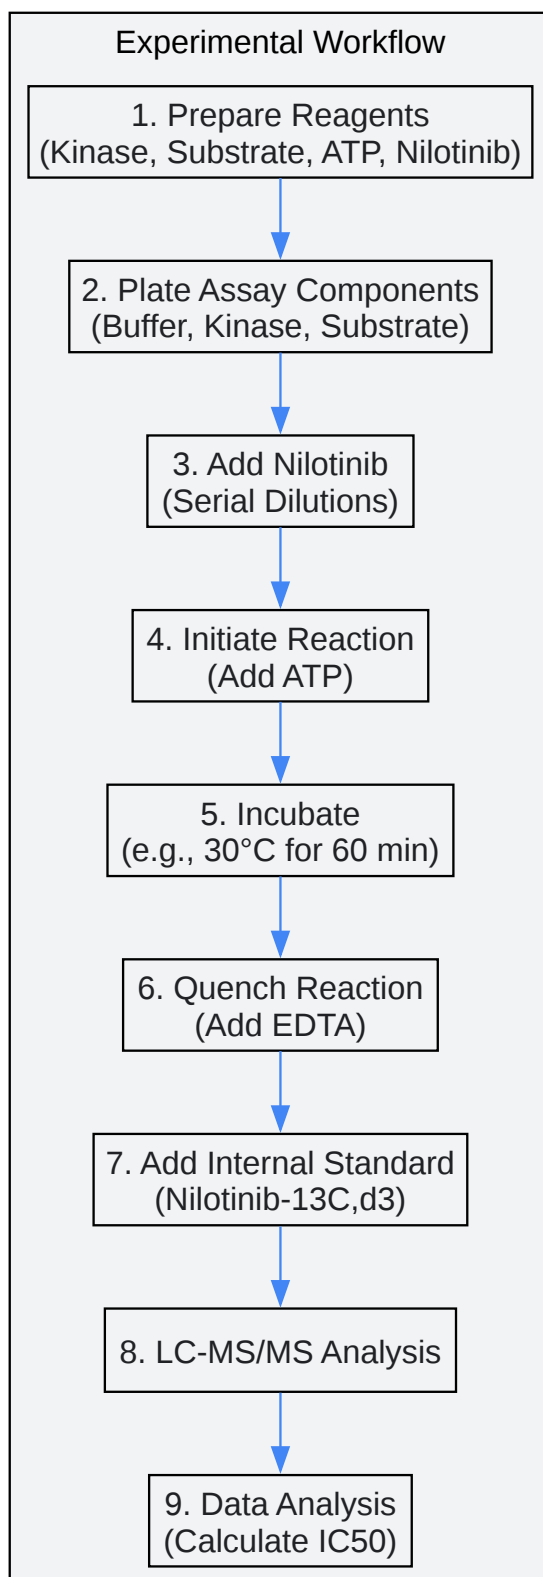 Experimental Workflow
1. Prepare Reagents
(Kinase, Substrate, ATP, Nilotinib)
2. Plate Assay Components
(Buffer, Kinase, Substrate)
3. Add Nilotinib
(Serial Dilutions)
4. Initiate Reaction
(Add ATP)
5. Incubate
(e.g., 30°C for 60 min)
6. Quench Reaction
(Add EDTA)
7. Add Internal Standard
(Nilotinib-13C,d3)
8. LC-MS/MS Analysis
9. Data Analysis
(Calculate IC50)